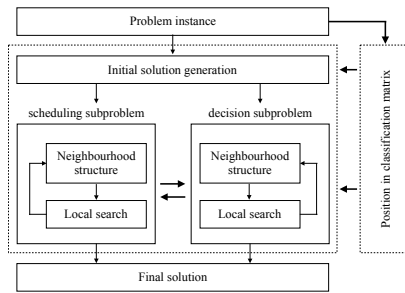 Problem instance
Initial solution generation
scheduling subproblem
decision subproblem
Neighbourhood
structure
Local search
Neighbourhood
structure
Local search
Final solution
Position in classification matrix